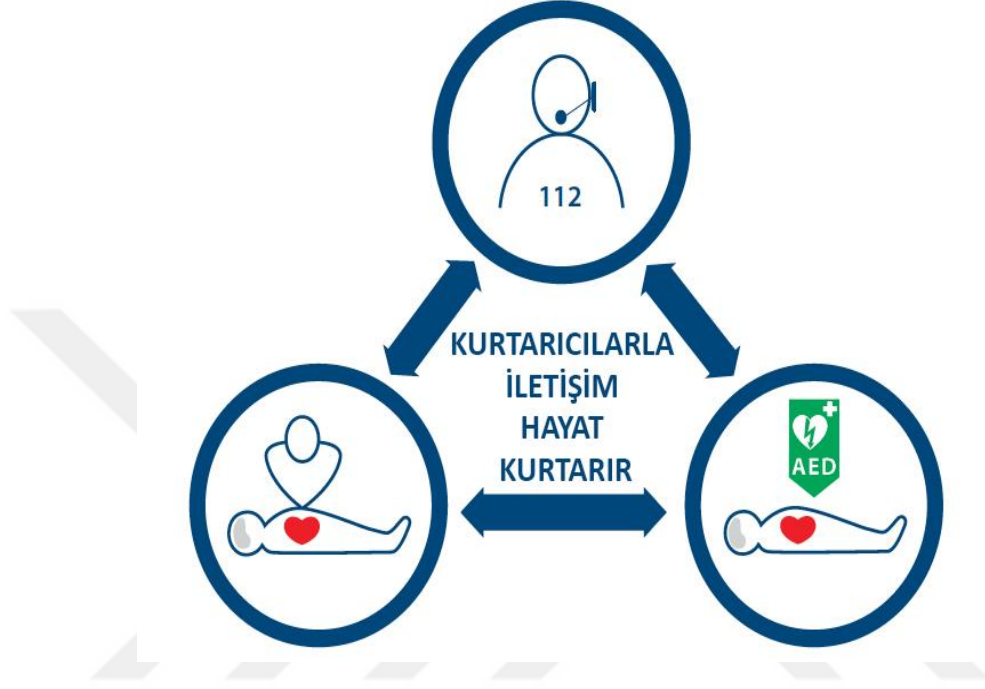 112
KURTARICILARLA
İLETİŞİM
HAYAT
KURTARIR
AED